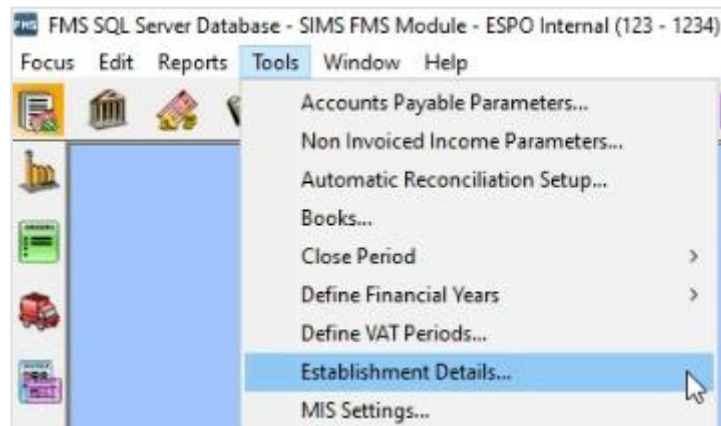 FMS SQL Server Database - SIMS FMS Module - ESPO Internal (123 - 1234)
Focus Edit Reports Tools Window Help
Accounts Payable Parameters...
Non Invoiced Income Parameters...
Automatic Reconciliation Setup...
Books...
Close Period
Define Financial Years
Define VAT Periods...
Establishment Details...
MIS Settings...